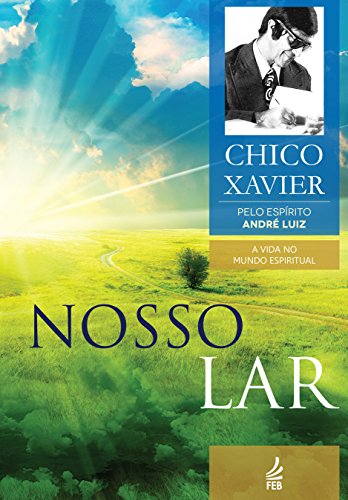 CHICO
XAVIER
PELO ESPÍRITO
ANDRÉ LUIZ
A VIDA NO
MUNDO ESPIRITUAL
NOSSO
LAR
FEB